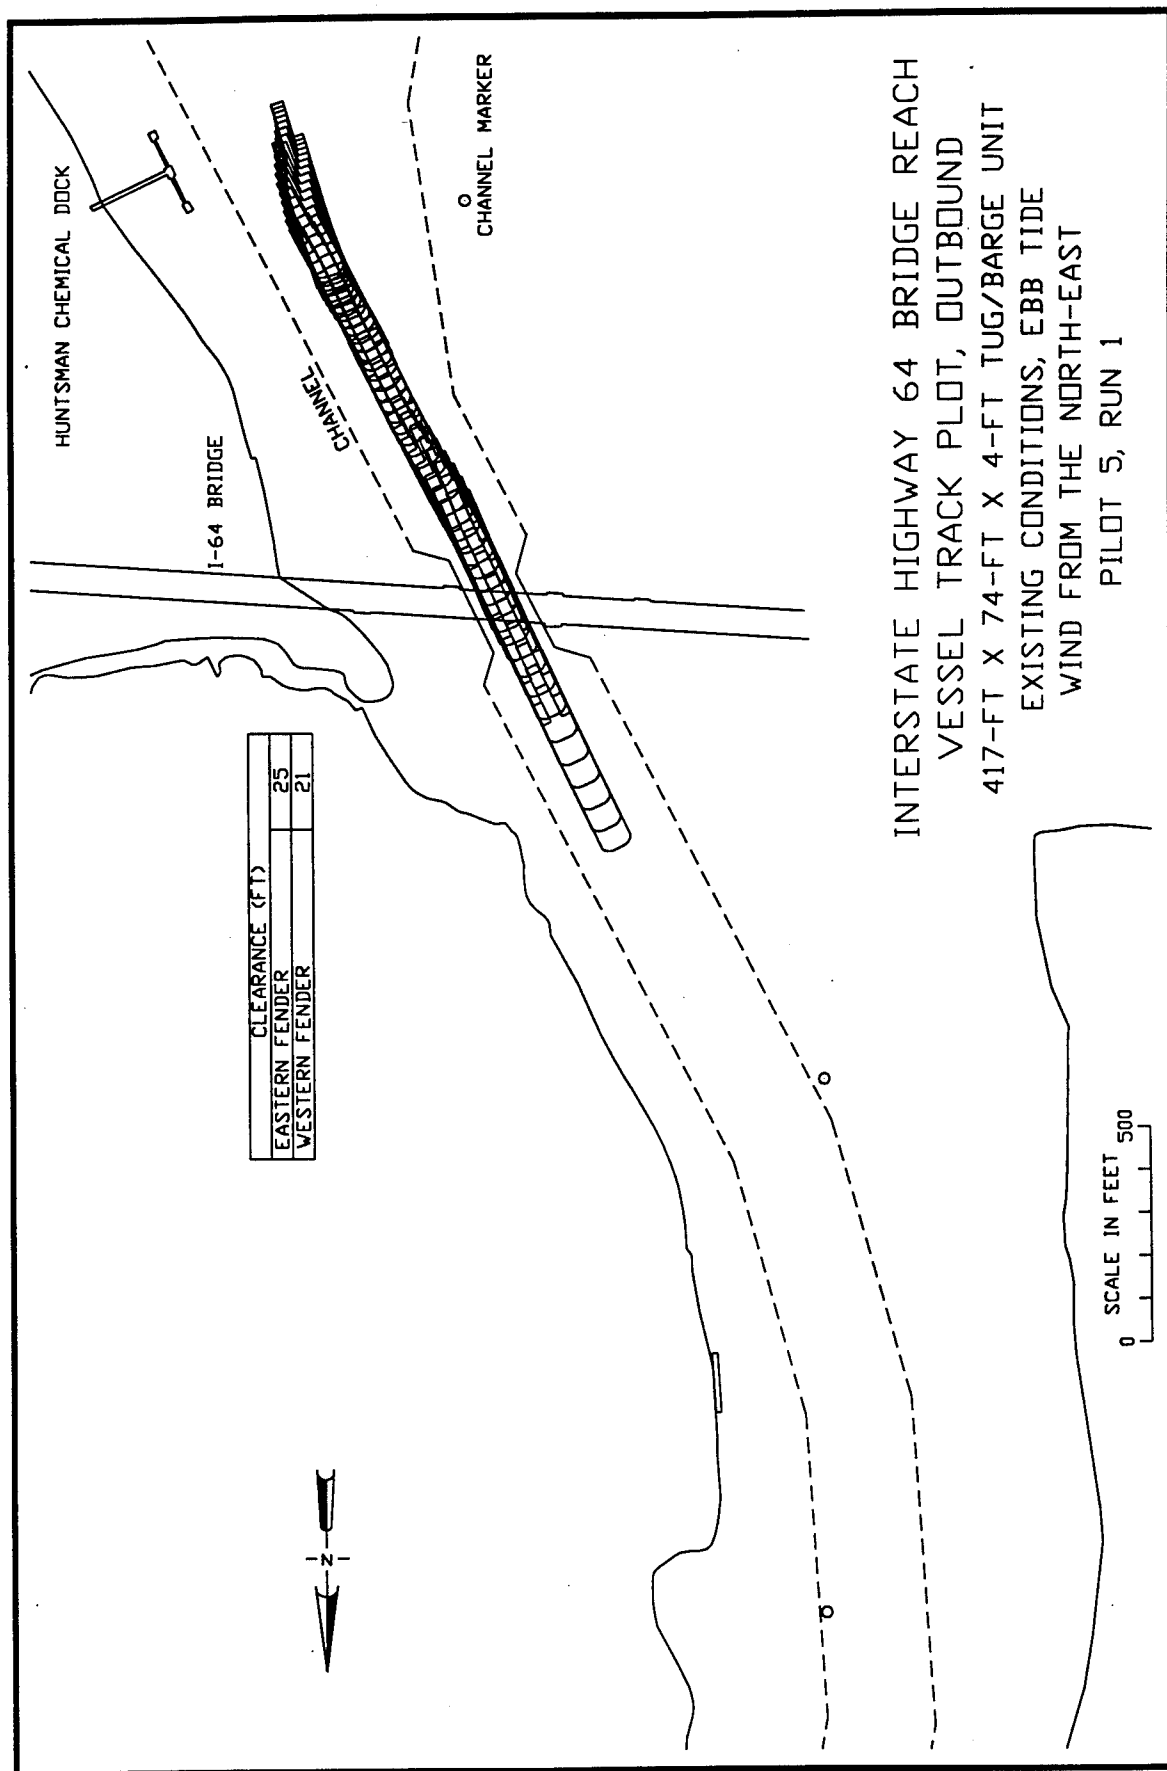 HUNTSMAN CHEMICAL DOCK
I-64 BRIDGE
CHANNEL
CHANNEL MARKER
CLEARANCE (FT)
EASTERN FENDER 25
WESTERN FENDER 21
N
SCALE IN FEET
0 500
INTERSTATE HIGHWAY 64 BRIDGE REACH
VESSEL TRACK PLOT, OUTBOUND
417-FT X 74-FT X 4-FT TUG/BARGE UNIT
EXISTING CONDITIONS, EBB TIDE
WIND FROM THE NORTH-EAST
PILOT 5, RUN 1